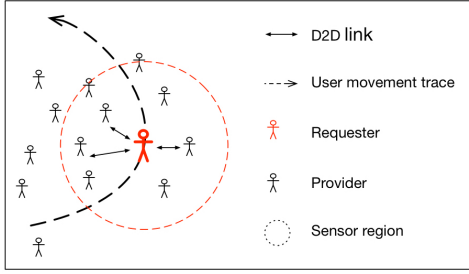 D2D link
User movement trace
Requester
Provider
Sensor region